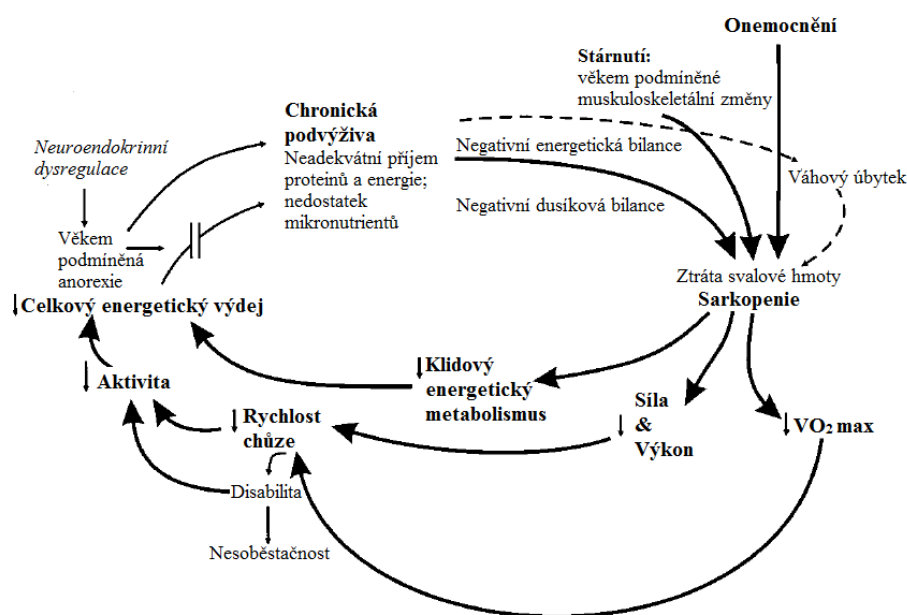 Onemocnění
Stárnutí:
věkem podmíněné
muskuloskeletální změny
Chronická
podvýživa
Neadekvátní příjem
proteinů a energie;
nedostatek
mikronutrientů
Neuroendokrinní
dysregulace
Negativní energetická bilance
Negativní dusíková bilance
Váhový úbytek
Věkem
podmíněná
anorexie
↓Celkový energetický výdej
Ztráta svalové hmoty
Sarkopenie
↓Klidový
energetický
metabolismus
↓ Aktivita
↓ Rychlost
chůze
↓ Síla
&
Výkon
↓ VO₂ max
Disabilita
Nesoběstačnost